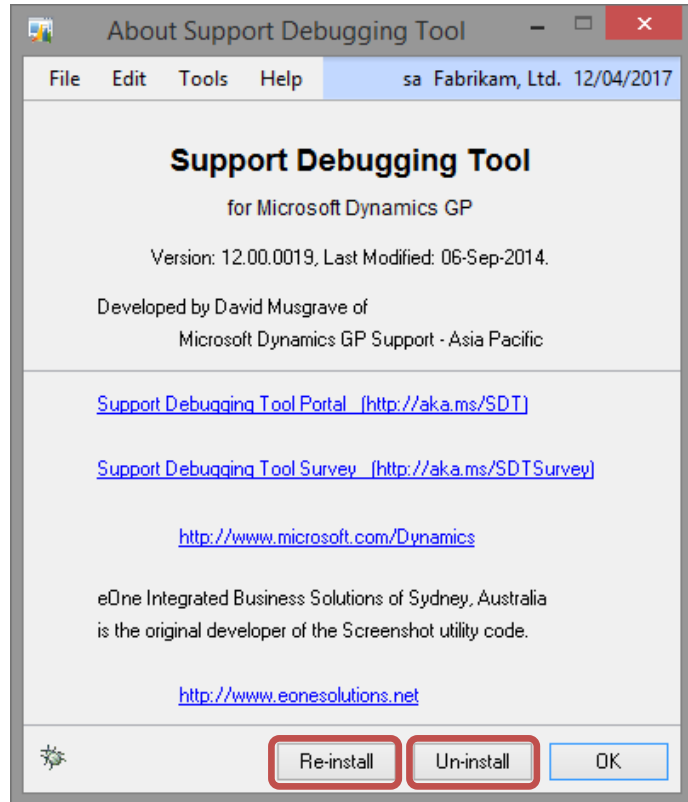 About Support Debugging Tool
File Edit Tools Help sa Fabrikam, Ltd. 12/04/2017
Support Debugging Tool
for Microsoft Dynamics GP
Version: 12.00.0019, Last Modified: 06-Sep-2014.
Developed by David Musgrave of
Microsoft Dynamics GP Support - Asia Pacific
Support Debugging Tool Portal (http://aka.ms/SDT)
Support Debugging Tool Survey (http://aka.ms/SDTSurvey)
http://www.microsoft.com/Dynamics
eOne Integrated Business Solutions of Sydney, Australia
is the original developer of the Screenshot utility code.
http://www.eonesolutions.net
Re-install Un-install OK